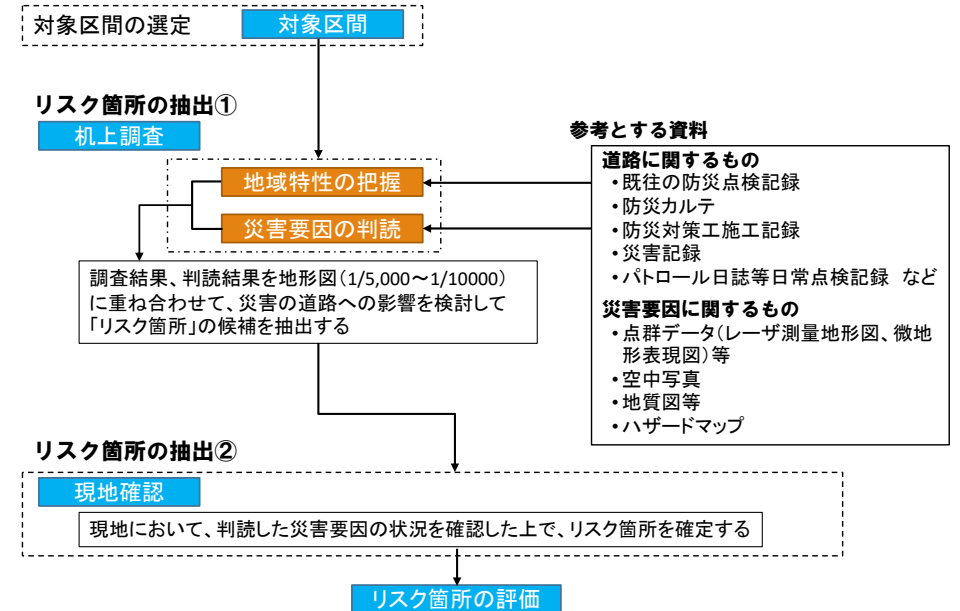 対象区間の選定
対象区間
リスク箇所の抽出①
机上調査
地域特性の把握
災害要因の判読
調査結果、判読結果を地形図(1/5,000～1/10000)
に重ね合わせて、災害の道路への影響を検討して
「リスク箇所」の候補を抽出する
参考とする資料
道路に関するもの
・既往の防災点検記録
・防災カルテ
・防災対策工施工記録
・災害記録
・パトロール日誌等日常点検記録 など
災害要因に関するもの
・点群データ(レーザ測量地形図、微地
形表現図)等
・空中写真
・地質図等
・ハザードマップ
リスク箇所の抽出②
現地確認
現地において、判読した災害要因の状況を確認した上で、リスク箇所を確定する
リスク箇所の評価